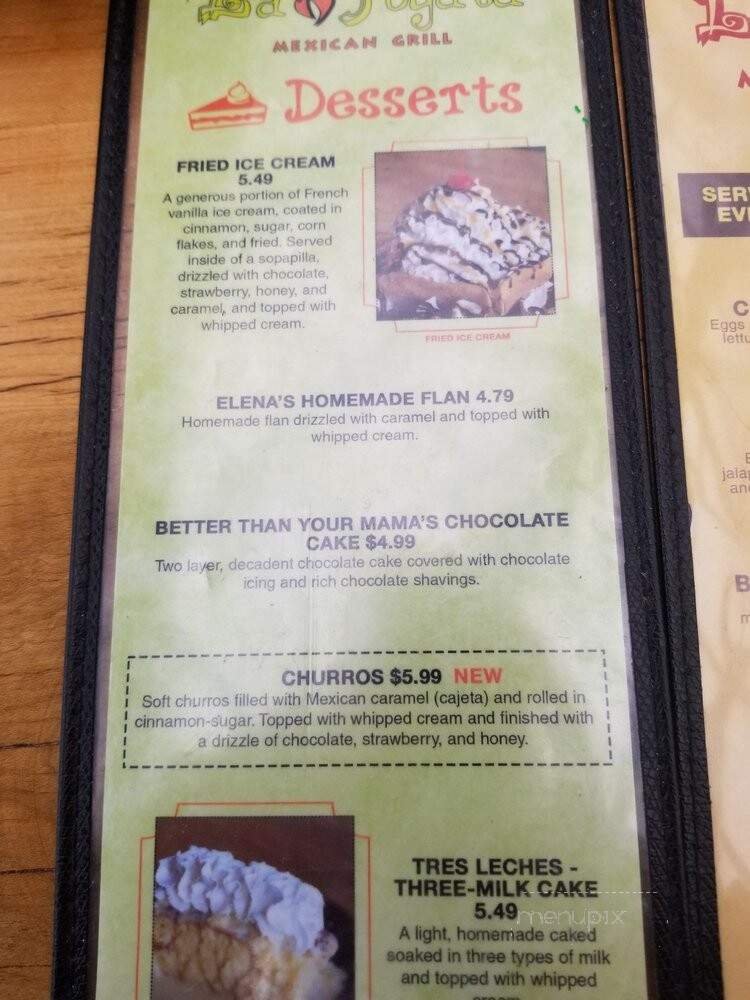 MEXICAN GRILL
Desserts
FRIED ICE CREAM
5.49
A generous portion of French
vanilla ice cream, coated in
cinnamon, sugar, corn
flakes, and fried. Served
inside of a sopapilla,
drizzled with chocolate,
strawberry, honey, and
caramel, and topped with
whipped cream.
FRIED ICE CREAM
ELENA'S HOMEMADE FLAN 4.79
Homemade flan drizzled with caramel and topped with
whipped cream.
BETTER THAN YOUR MAMA'S CHOCOLATE
CAKE $4.99
Two layer, decadent chocolate cake covered with chocolate
icing and rich chocolate shavings.
CHURROS $5.99 NEW
Soft churros filled with Mexican caramel (cajeta) and rolled in
cinnamon-sugar. Topped with whipped cream and finished with
a drizzle of chocolate, strawberry, and honey.
TRES LECHES -
THREE-MILK CAKE
5.49
menupix
A light, homemade caked
soaked in three types of milk
and topped with whipped
Eggs